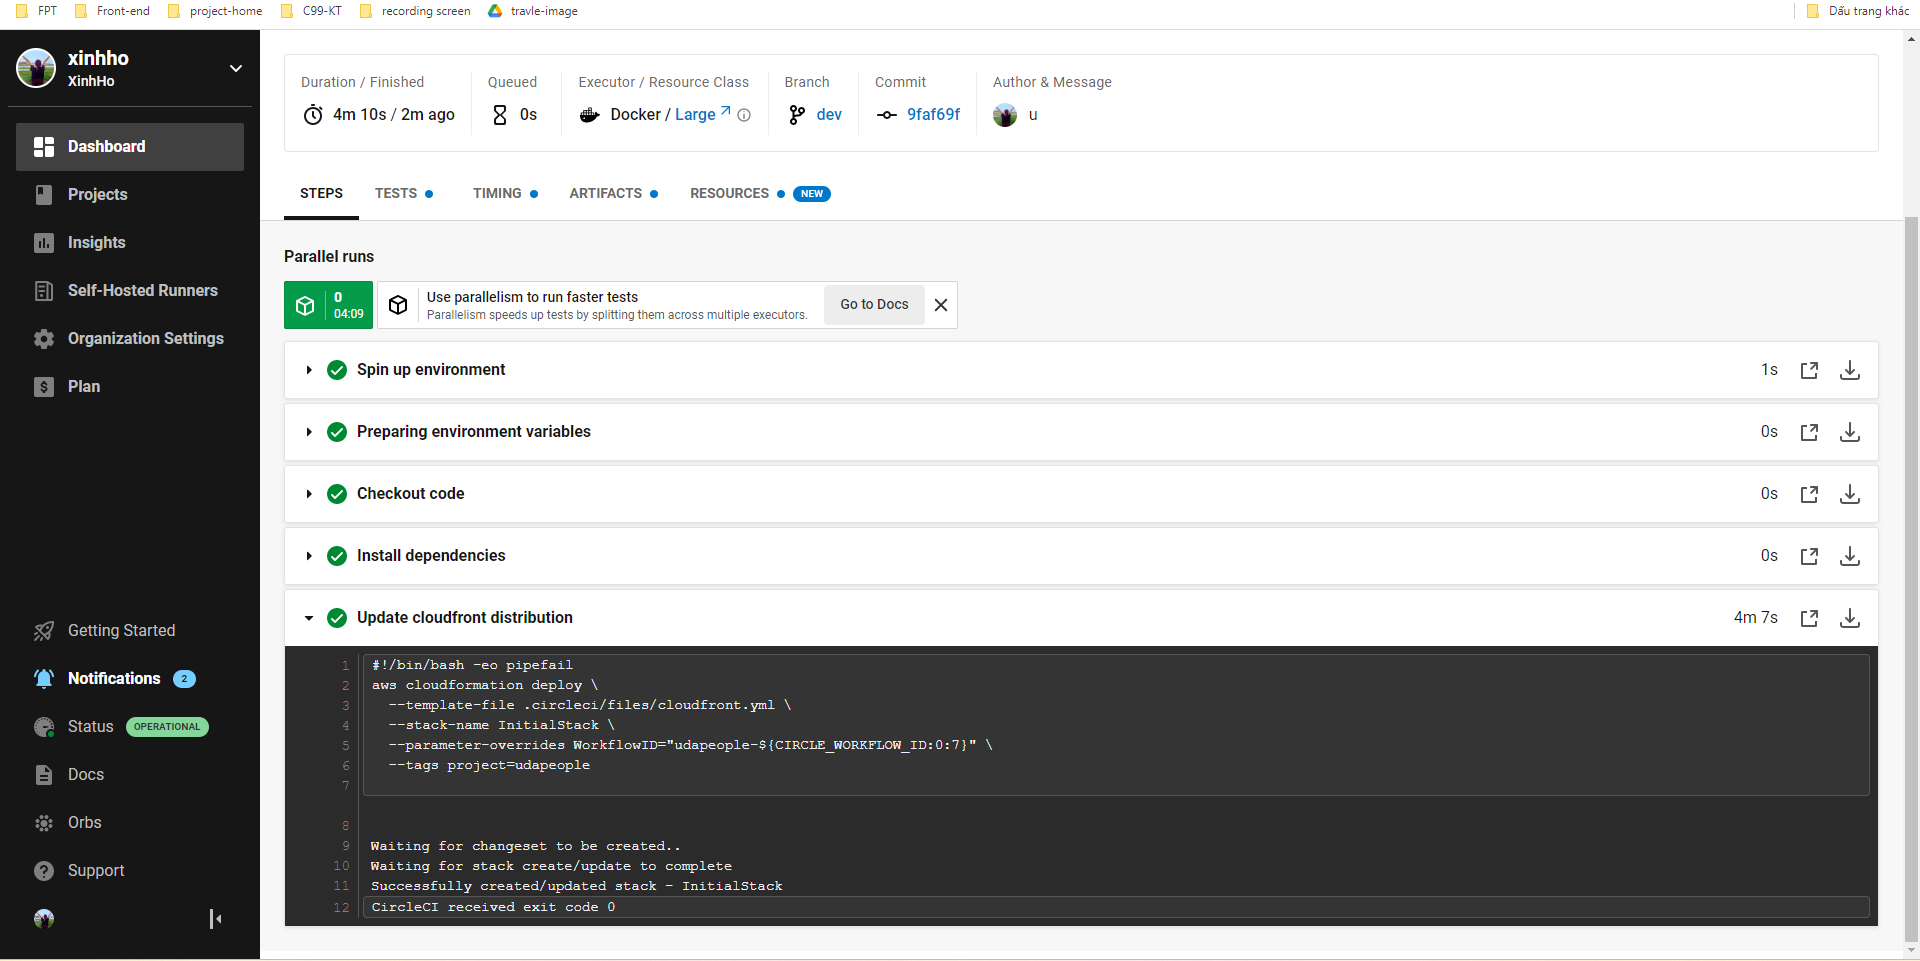 FPT Front-end project-home C99-KT recording screen travle-image Dấu trang khác
xinhho
XinhHo
Dashboard
Projects
Insights
Self-Hosted Runners
Organization Settings
Plan
Getting Started
Notifications 2
Status OPERATIONAL
Docs
Orbs
Support
Duration / Finished Queued Executor / Resource Class Branch Commit Author & Message
4m 10s / 2m ago 0s Docker / Large dev 9faf69f u
STEPS TESTS TIMING ARTIFACTS RESOURCES NEW
Parallel runs
0
04:09
Use parallelism to run faster tests
Parallelism speeds up tests by splitting them across multiple executors.
Go to Docs
Spin up environment 1s
Preparing environment variables 0s
Checkout code 0s
Install dependencies 0s
Update cloudfront distribution 4m 7s
1 #!/bin/bash -eo pipefail
2 aws cloudformation deploy \
3 --template-file .circleci/files/cloudfront.yml \
4 --stack-name InitialStack \
5 --parameter-overrides WorkflowID="udapeople-${CIRCLE_WORKFLOW_ID:0:7}" \
6 --tags project=udapeople
7
8
9 Waiting for changeset to be created..
10 Waiting for stack create/update to complete
11 Successfully created/updated stack - InitialStack
12 CircleCI received exit code 0